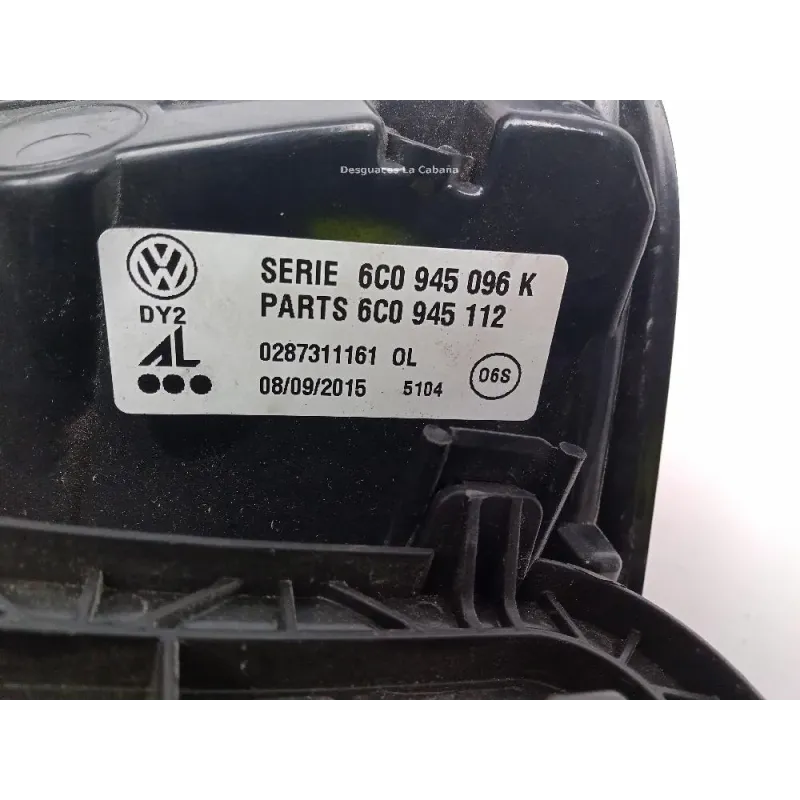 Desguaces La Cabaña
SERIE 6C0 945 096 K
DY2 PARTS 6C0 945 112
AL 0287311161 OL
08/09/2015 5104 06S